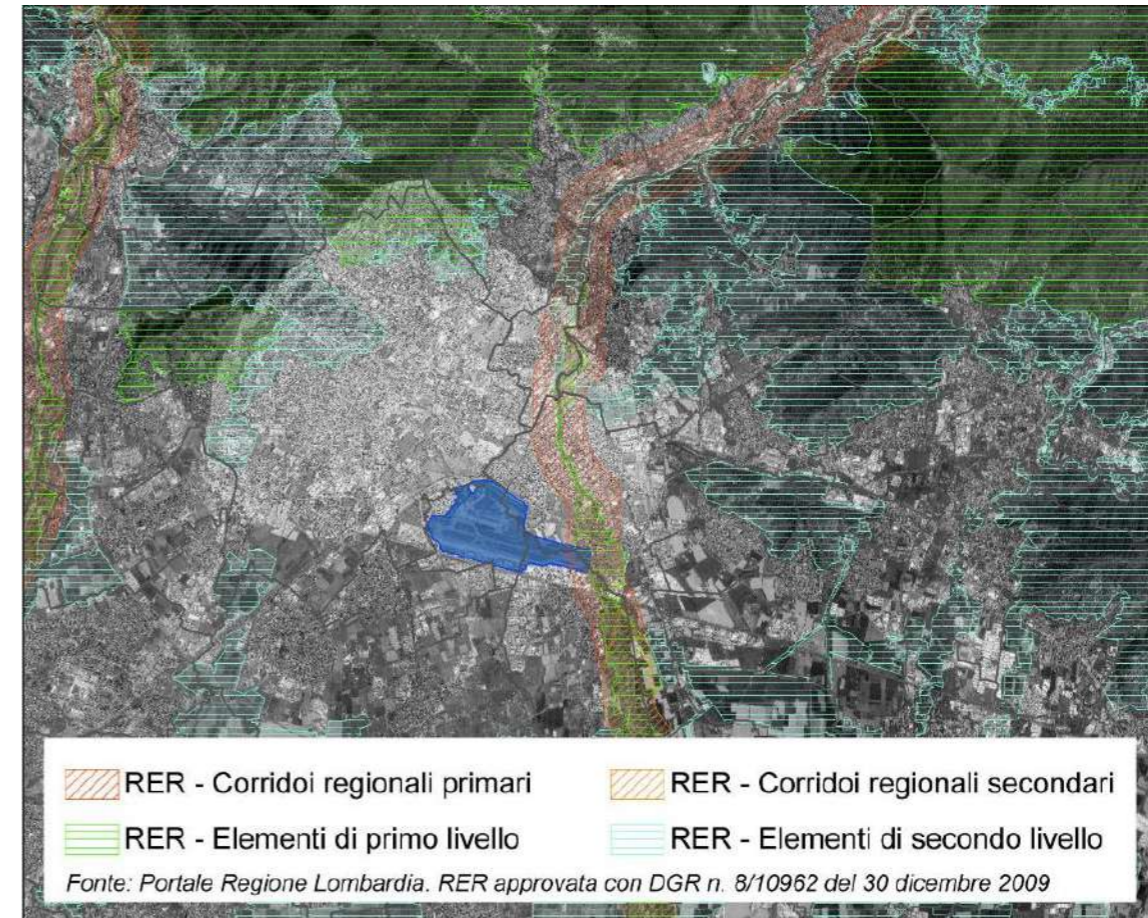 RER - Corridoi regionali primari
RER - Corridoi regionali secondari
RER - Elementi di primo livello
RER - Elementi di secondo livello
Fonte: Portale Regione Lombardia. RER approvata con DGR n. 8/10962 del 30 dicembre 2009